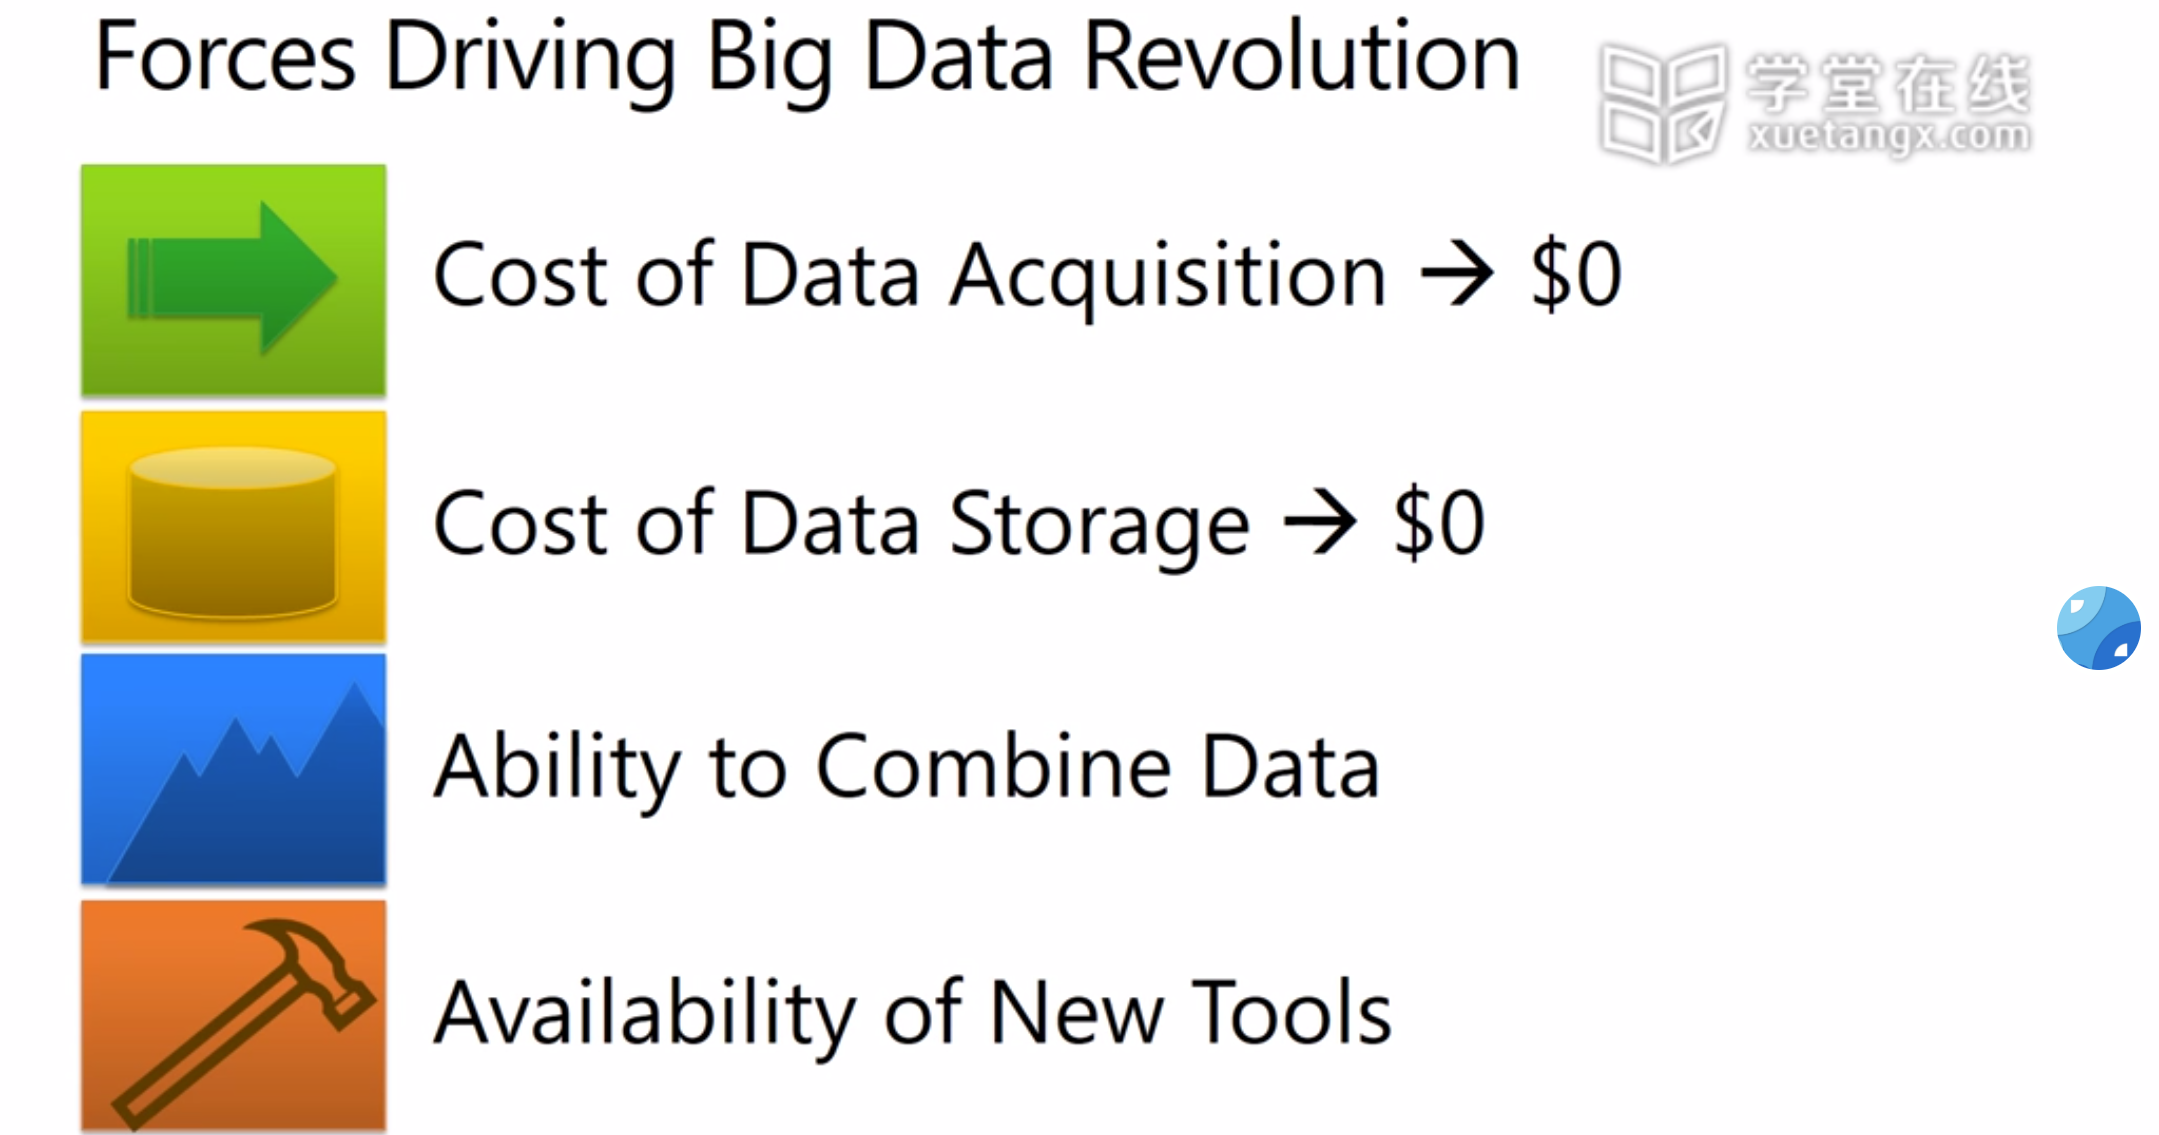 Forces Driving Big Data Revolution
学堂在线
xuetangx.com
Cost of Data Acquisition → $0
Cost of Data Storage → $0
Ability to Combine Data
Availability of New Tools